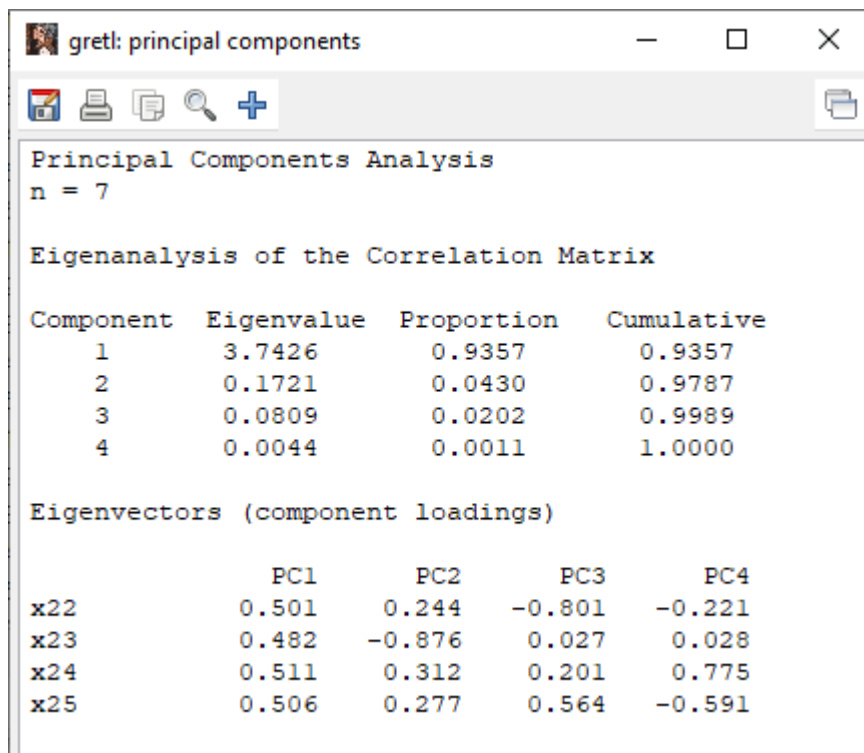 gretl: principal components
Principal Components Analysis
n = 7
Eigenanalysis of the Correlation Matrix
Component Eigenvalue Proportion Cumulative
1 3.7426 0.9357 0.9357
2 0.1721 0.0430 0.9787
3 0.0809 0.0202 0.9989
4 0.0044 0.0011 1.0000
Eigenvectors (component loadings)
PC1 PC2 PC3 PC4
x22 0.501 0.244 -0.801 -0.221
x23 0.482 -0.876 0.027 0.028
x24 0.511 0.312 0.201 0.775
x25 0.506 0.277 0.564 -0.591